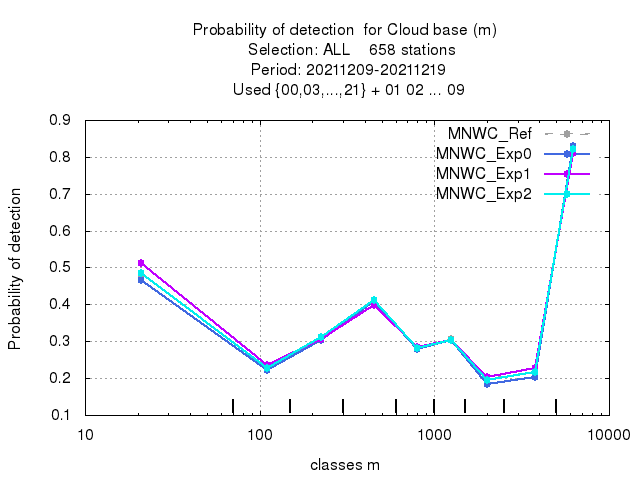 Probability of detection  for Cloud base (m)
Selection: ALL    658 stations
Period: 20211209-20211219
Used {00,03,...,21} + 01 02 ... 09
0.9
0.8
0.7
0.6
0.5
0.4
0.3
0.2
0.1
Probability of detection
MNWC_Ref
MNWC_Exp0
MNWC_Exp1
MNWC_Exp2
10
100
1000
10000
classes m